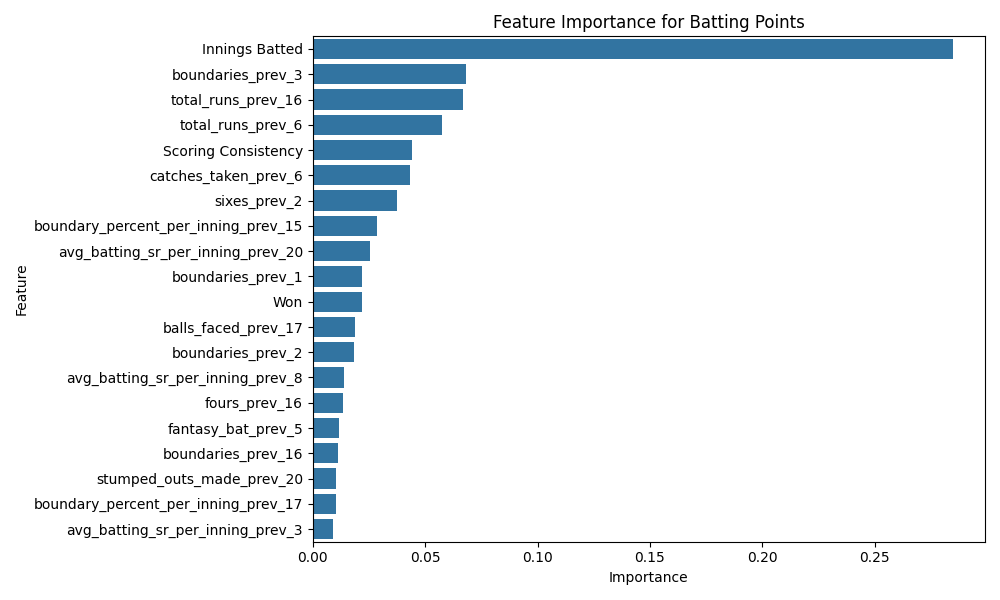 Feature Importance for Batting Points
Feature
Innings Batted
boundaries_prev_3
total_runs_prev_16
total_runs_prev_6
Scoring Consistency
catches_taken_prev_6
sixes_prev_2
boundary_percent_per_inning_prev_15
avg_batting_sr_per_inning_prev_20
boundaries_prev_1
Won
balls_faced_prev_17
boundaries_prev_2
avg_batting_sr_per_inning_prev_8
fours_prev_16
fantasy_bat_prev_5
boundaries_prev_16
stumped_outs_made_prev_20
boundary_percent_per_inning_prev_17
avg_batting_sr_per_inning_prev_3
0.00 0.05 0.10 0.15 0.20 0.25
Importance